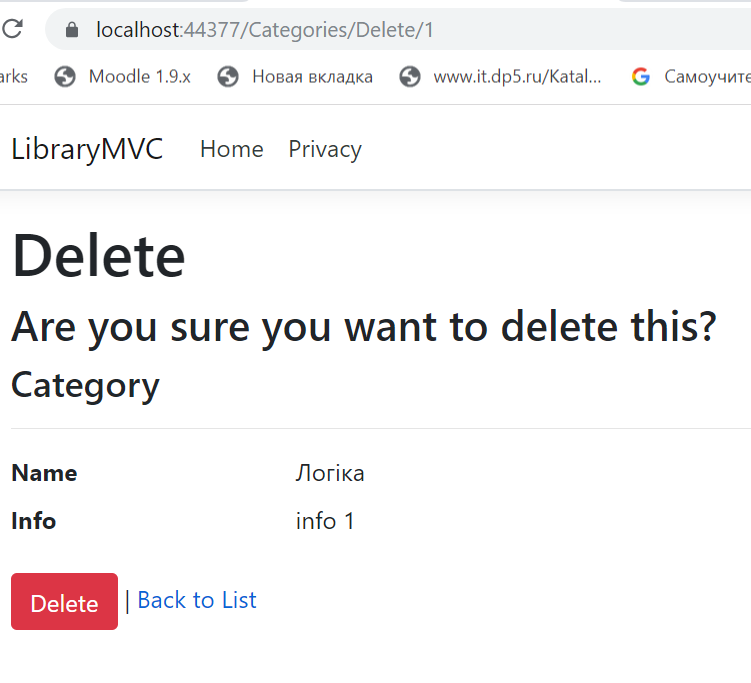 localhost:44377/Categories/Delete/1
arks Moodle 1.9.x Новая вкладка www.it.dp5.ru/Katal... Самоучите
LibraryMVC Home Privacy
Delete
Are you sure you want to delete this?
Category
Name Логіка
Info info 1
Delete | Back to List